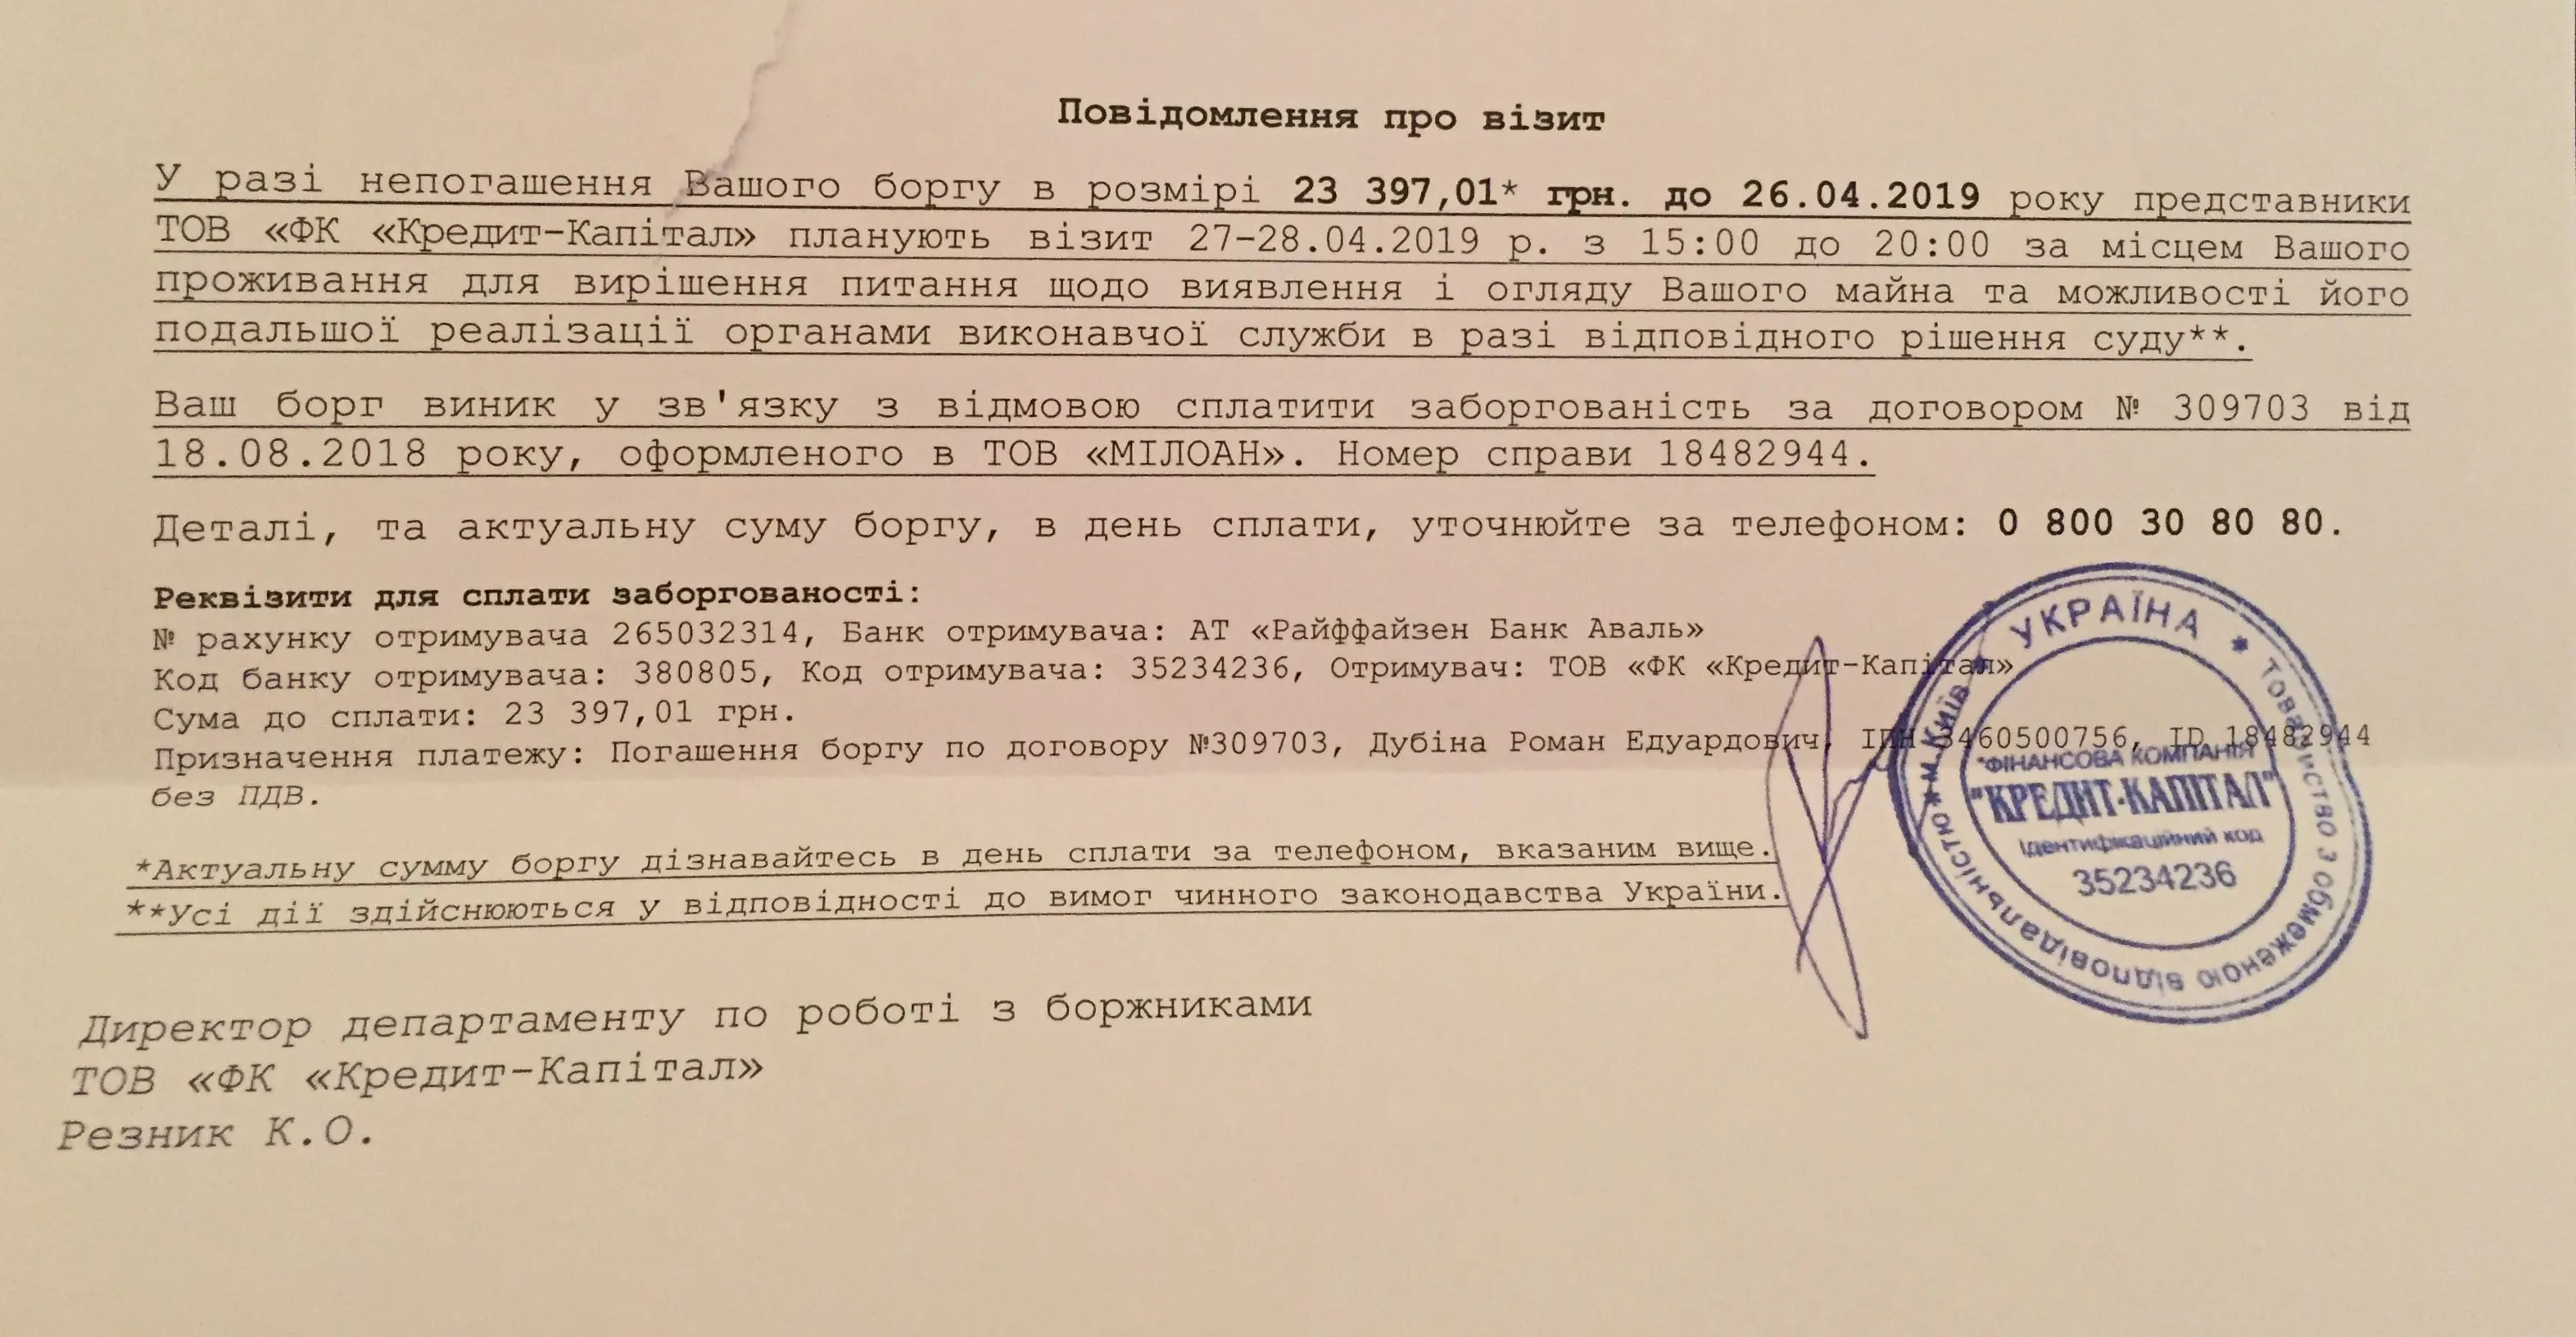 Повідомлення про візит
У разі непогашення Вашого боргу в розмірі 23 397,01* грн. до 26.04.2019 року представники
ТОВ «ФК «Кредит-Капітал» планують візит 27-28.04.2019 р. з 15:00 до 20:00 за місцем Вашого
проживання для вирішення питання щодо виявлення і огляду Вашого майна та можливості його
подальшої реалізації органами виконавчої служби в разі відповідного рішення суду**.
Ваш борг виник у зв'язку з відмовою сплатити заборгованість за договором № 309703 від
18.08.2018 року, оформленого в ТОВ «МІЛОАН». Номер справи 18482944.
Деталі, та актуальну суму боргу, в день сплати, уточнюйте за телефоном: 0 800 30 80 80.
Реквізити для сплати заборгованості:
№ рахунку отримувача 265032314, Банк отримувача: АТ «Райффайзен Банк Аваль»
Код банку отримувача: 380805, Код отримувача: 35234236, Отримувач: ТОВ «ФК «Кредит-Капітал»
Сума до сплати: 23 397,01 грн.
Призначення платежу: Погашення боргу по договору №309703, Дубіна Роман Едуардович, ІПН 3460500756, ID 18482944
без ПДВ.
*Актуальну сумму боргу дізнавайтесь в день сплати за телефоном, вказаним вище.
**Усі дії здійснюються у відповідності до вимог чинного законодавства України.
Директор департаменту по роботі з боржниками
ТОВ «ФК «Кредит-Капітал»
Резник К.О.
УКРАЇНА * Товариство з обмеженою відповідальністю * м.Київ *
"ФІНАНСОВА КОМПАНІЯ
"КРЕДИТ-КАПІТАЛ"
Ідентифікаційний код
35234236